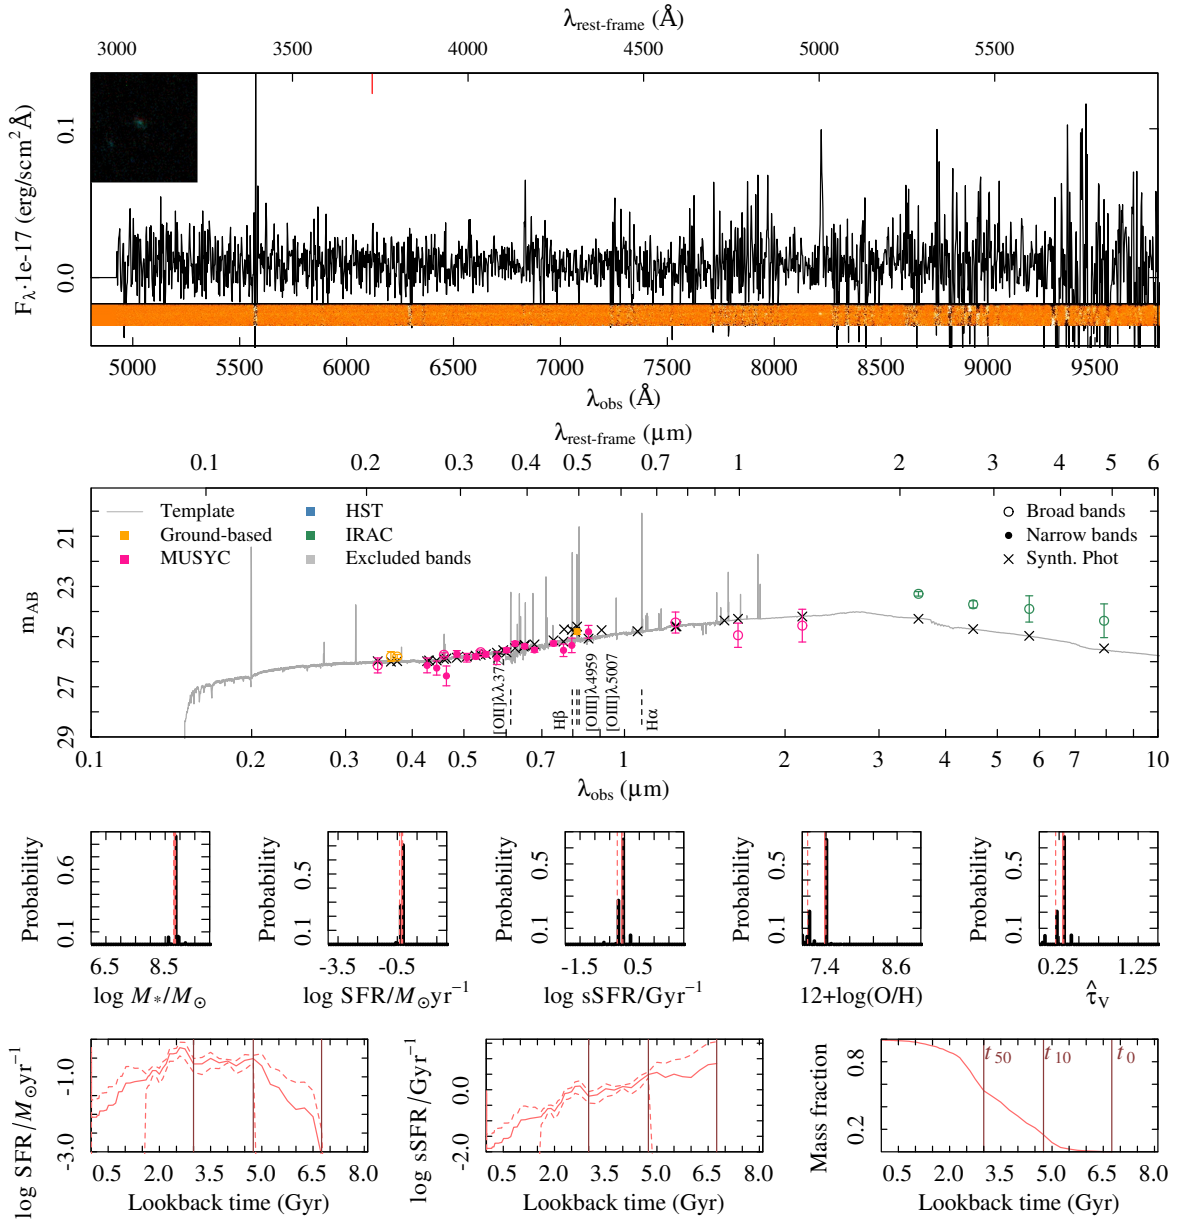 λrest-frame (Å)
3000 3500 4000 4500 5000 5500
Fλ·1e-17 (erg/scm²Å)
0.0 0.1
5000 5500 6000 6500 7000 7500 8000 8500 9000 9500
λobs (Å)
λrest-frame (μm)
0.1 0.2 0.3 0.4 0.5 0.7 1 2 3 4 5 6
mAB
21
23
25
27
29
Template
Ground-based
MUSYC
HST
IRAC
Excluded bands
Broad bands
Narrow bands
Synth. Phot
[OII]λλ372
Hβ
[OIII]λ4959
[OIII]λ5007
Hα
0.1 0.2 0.3 0.4 0.5 0.7 1 2 3 4 5 6 7 10
λobs (μm)
Probability
0.1 0.6
6.5 8.5
log M*/M⊙
Probability
0.1 0.5
-3.5 -0.5
log SFR/M⊙yr⁻¹
Probability
0.1 0.5
-1.5 0.5
log sSFR/Gyr⁻¹
Probability
0.1 0.5
7.4 8.6
12+log(O/H)
Probability
0.1 0.5
0.25 1.25
τ̂V
log SFR/M⊙yr⁻¹
-3.0 -1.0
0.5 2.0 3.5 5.0 6.5 8.0
Lookback time (Gyr)
log sSFR/Gyr⁻¹
-2.0 0.0
0.5 2.0 3.5 5.0 6.5 8.0
Lookback time (Gyr)
Mass fraction
0.2 0.8
t50 t10 t0
0.5 2.0 3.5 5.0 6.5 8.0
Lookback time (Gyr)